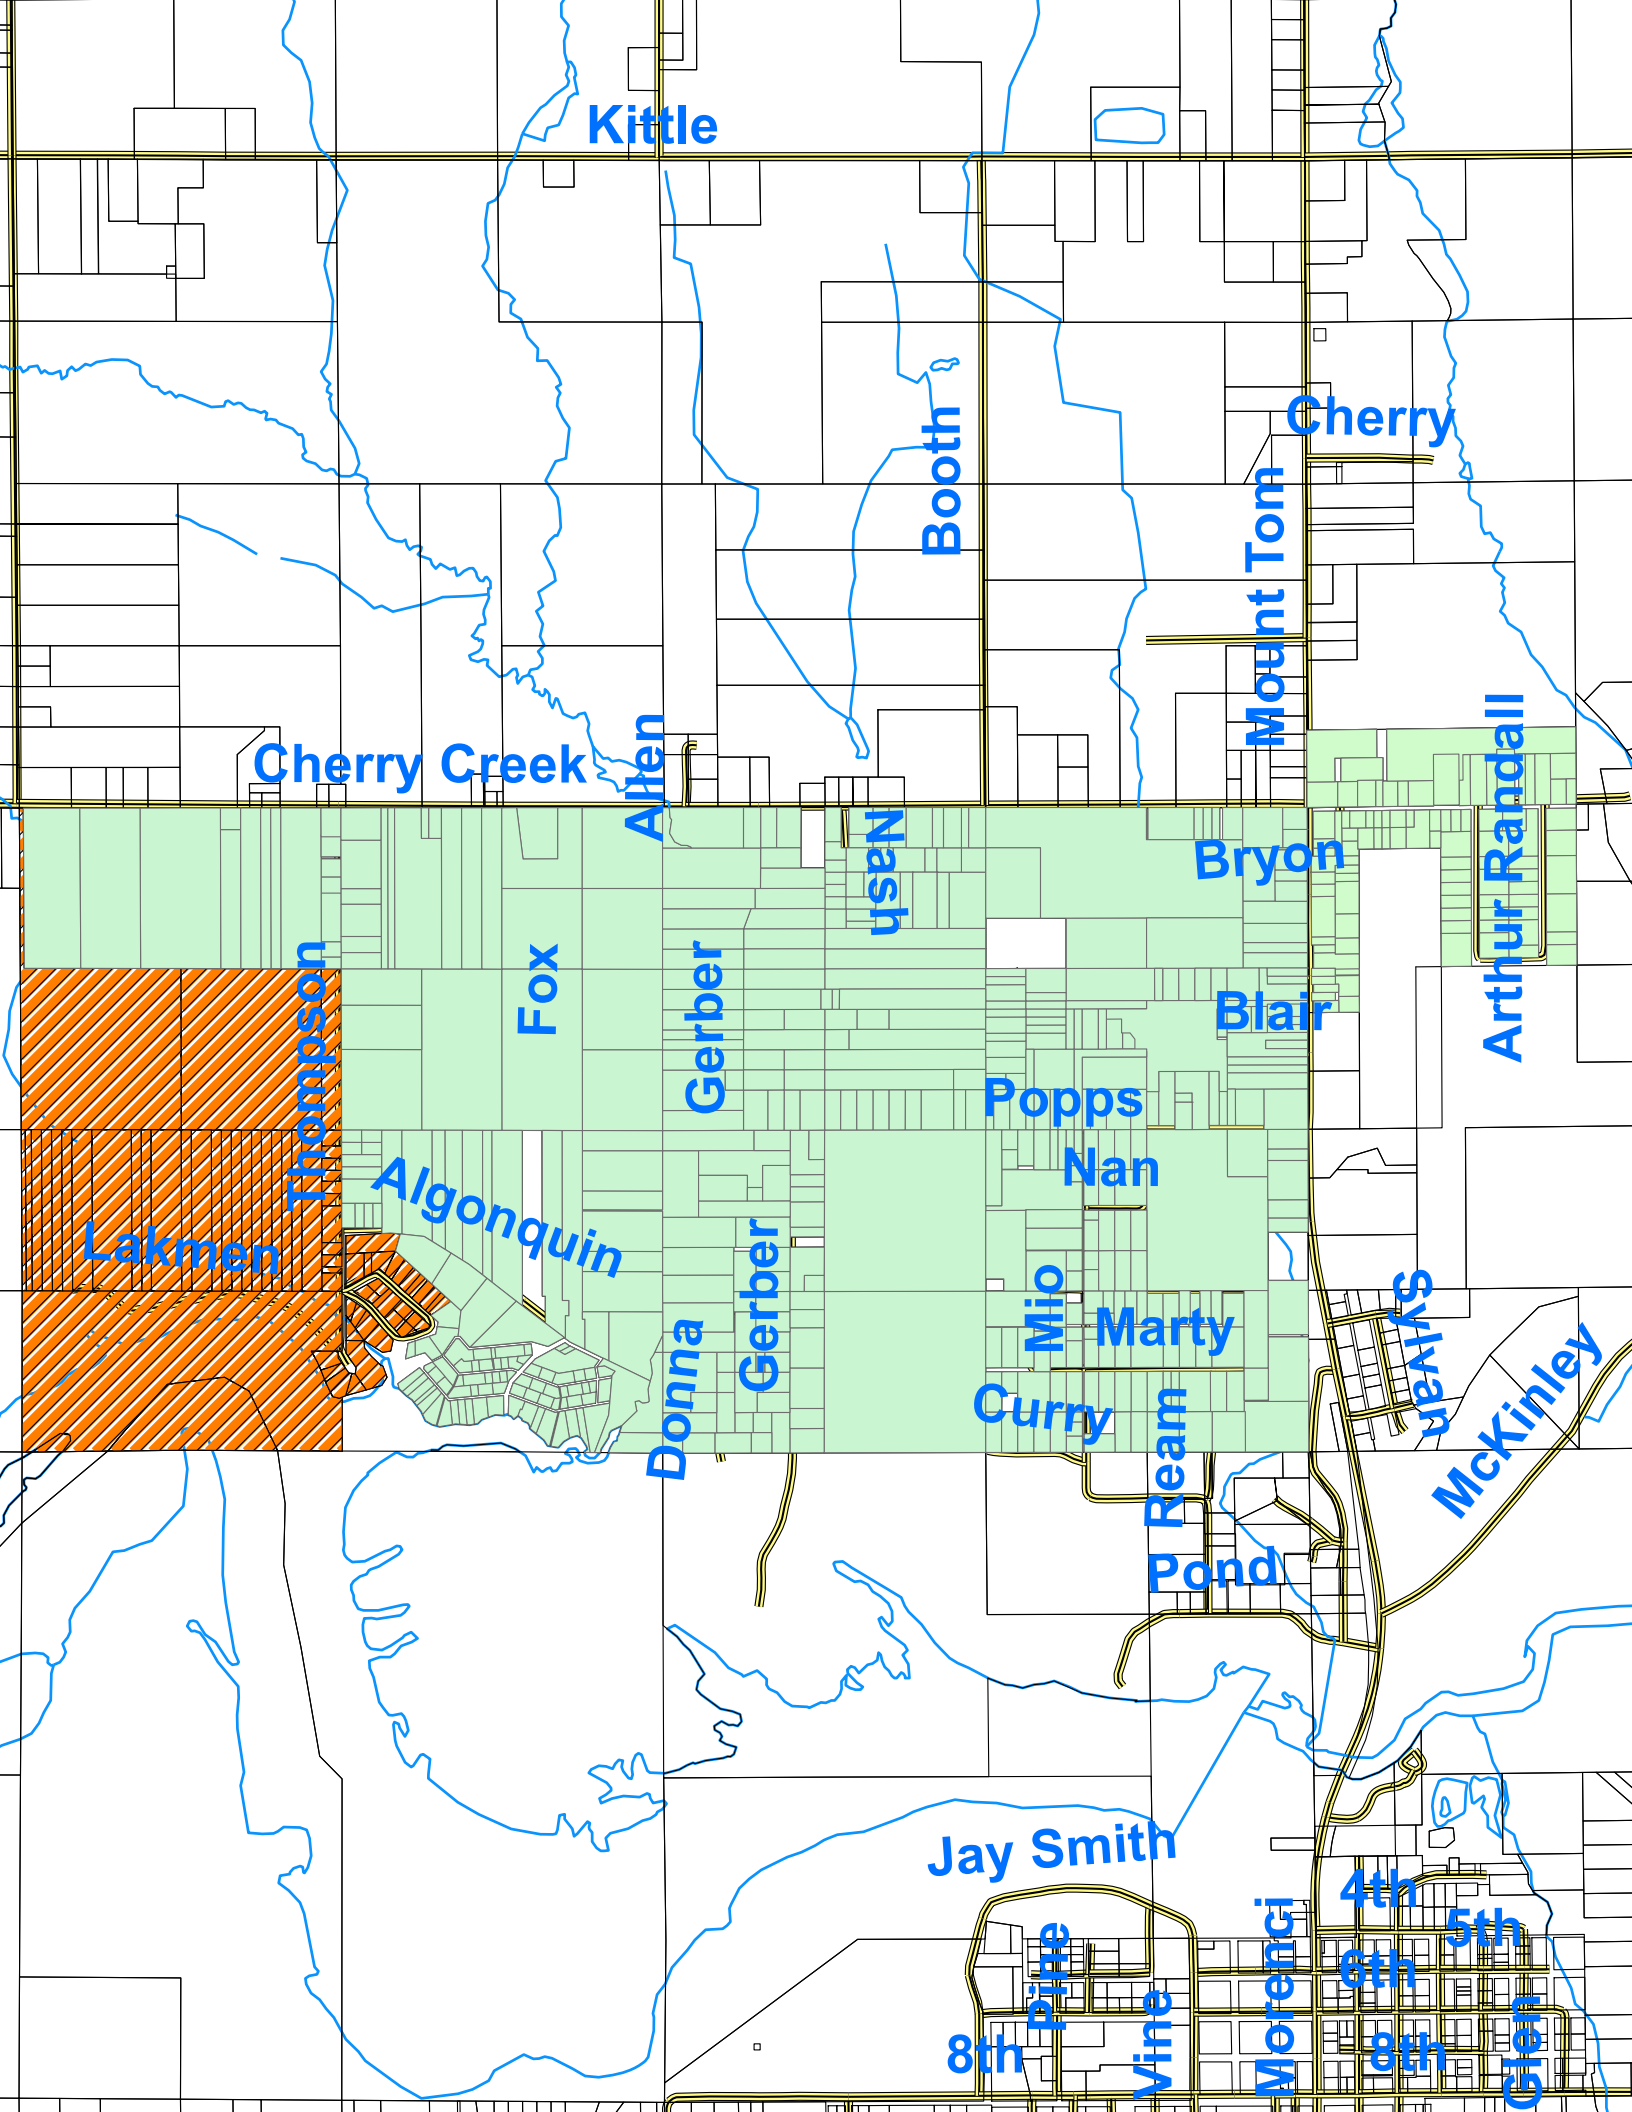 Kittle
Cherry
Booth
Mount Tom
Arthur Randall
Cherry Creek
Allen
Nash
Bryon
Thompson
Fox
Gerber
Blair
Popps
Nan
Algonquin
Lakmen
Gerber
Mio
Marty
Sylvan
Donna
McKinley
Curry
Ream
Pond
Jay Smith
4th
Morenci
5th
Pine
6th
Vine
8th
8th
Glen